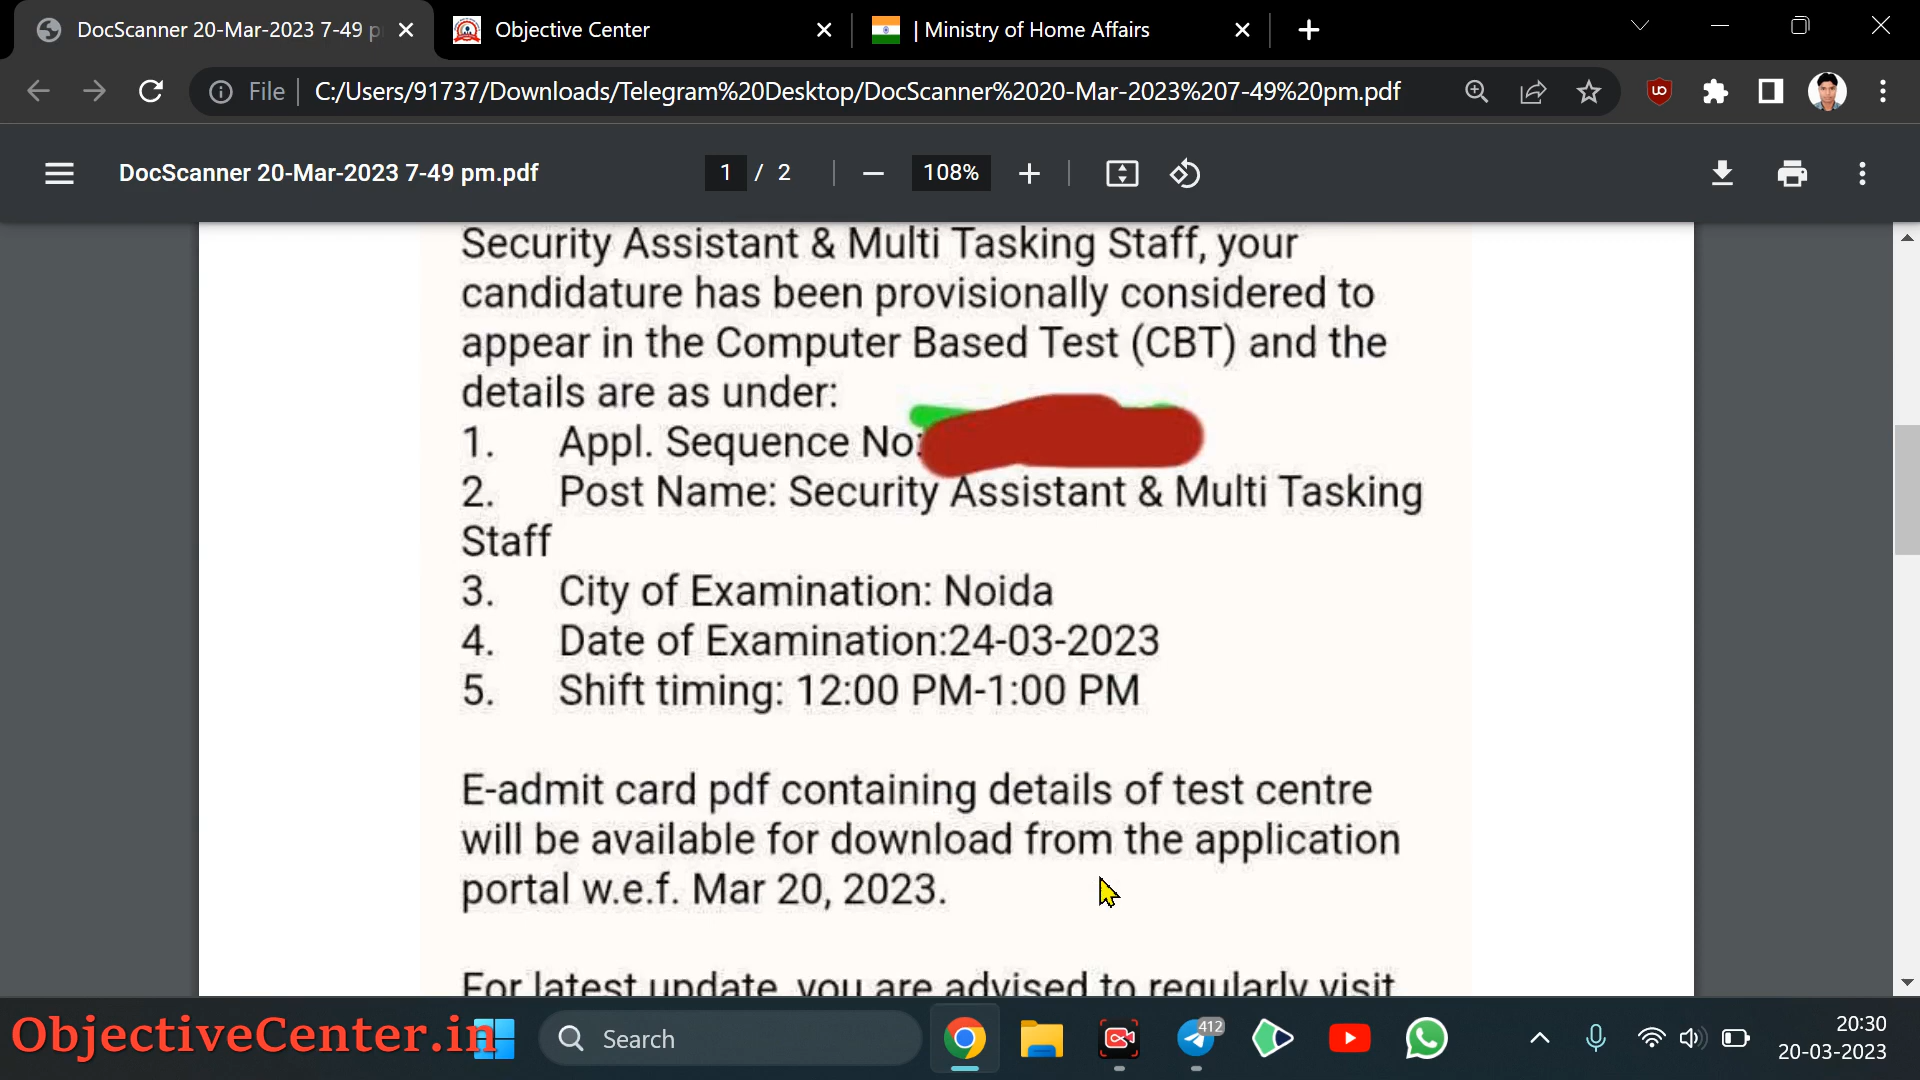 DocScanner 20-Mar-2023 7-49 p
Objective Center
| Ministry of Home Affairs
File
C:/Users/91737/Downloads/Telegram%20Desktop/DocScanner%2020-Mar-2023%207-49%20pm.pdf
DocScanner 20-Mar-2023 7-49 pm.pdf
1 / 2
108%
Security Assistant & Multi Tasking Staff, your
candidature has been provisionally considered to
appear in the Computer Based Test (CBT) and the
details are as under:
1. Appl. Sequence No:
2. Post Name: Security Assistant & Multi Tasking
Staff
3. City of Examination: Noida
4. Date of Examination:24-03-2023
5. Shift timing: 12:00 PM-1:00 PM
E-admit card pdf containing details of test centre
will be available for download from the application
portal w.e.f. Mar 20, 2023.
For latest update, you are advised to regularly visit
ObjectiveCenter.in
Search
412
20:30
20-03-2023